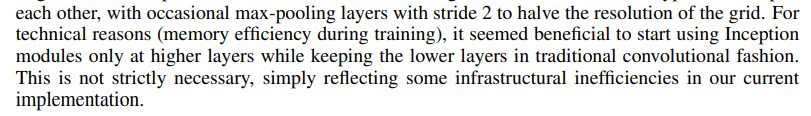 each other, with occasional max-pooling layers with stride 2 to halve the resolution of the grid. For
technical reasons (memory efficiency during training), it seemed beneficial to start using Inception
modules only at higher layers while keeping the lower layers in traditional convolutional fashion.
This is not strictly necessary, simply reflecting some infrastructural inefficiencies in our current
implementation.